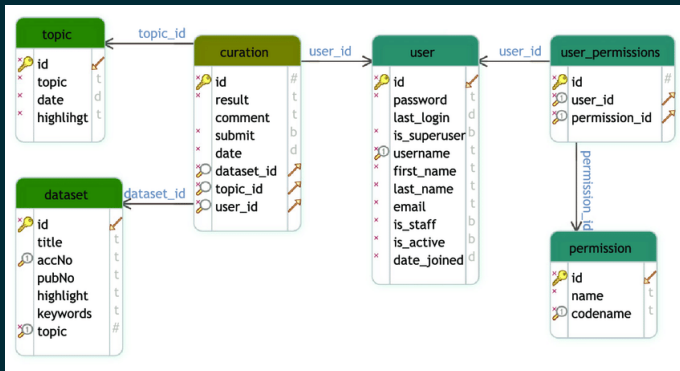 topic
id
topic t
date d
highlihgt t
topic_id
curation
id #
result t
comment t
submit b
date d
dataset_id
topic_id
user_id
user_id
user
id
password t
last_login d
is_superuser b
username t
first_name t
last_name t
email t
is_staff b
is_active b
date_joined d
user_id
user_permissions
id #
user_id
permission_id
permission_id
permission
id
name t
codename t
dataset_id
dataset
id
title t
accNo t
pubNo t
highlight t
keywords t
topic #